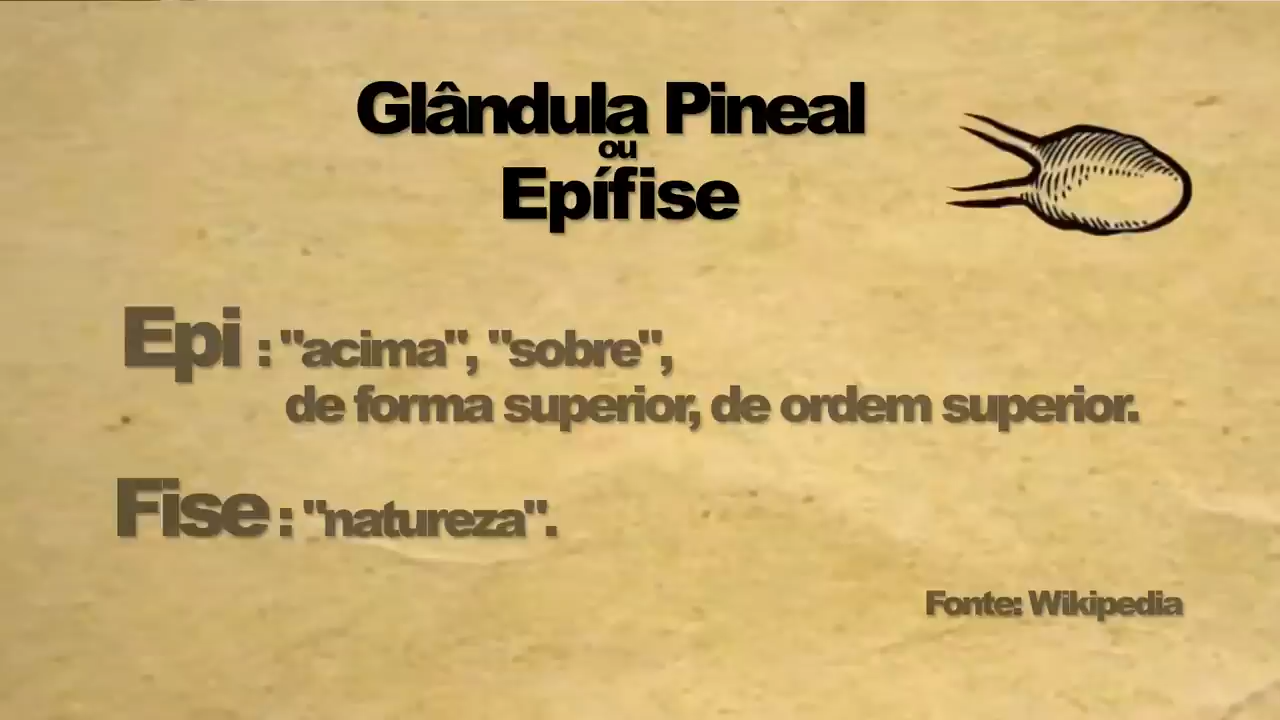 Glândula Pineal
ou
Epífise
Epi : "acima", "sobre",
de forma superior, de ordem superior.
Fise : "natureza".
Fonte: Wikipedia